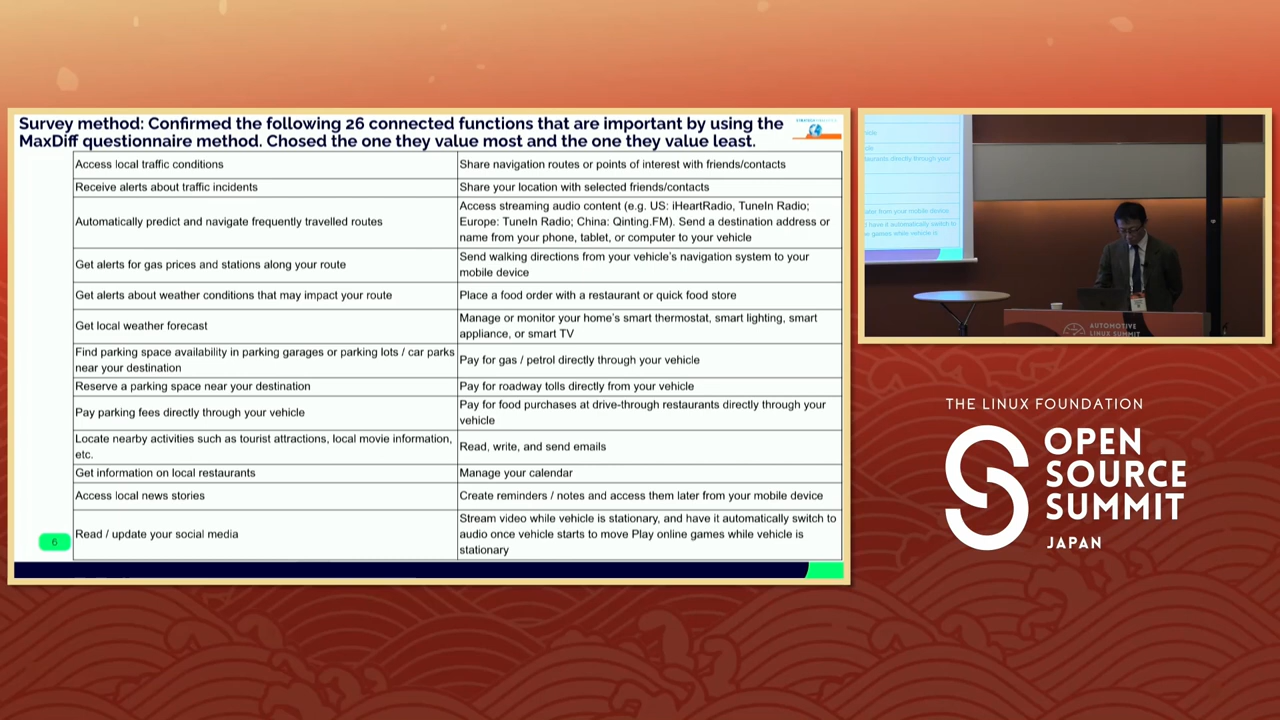 Survey method: Confirmed the following 26 connected functions that are important by using the
MaxDiff questionnaire method. Chosed the one they value most and the one they value least.
Access local traffic conditions
Share navigation routes or points of interest with friends/contacts
Receive alerts about traffic incidents
Share your location with selected friends/contacts
Automatically predict and navigate frequently travelled routes
Access streaming audio content (e.g. US: iHeartRadio, TuneIn Radio;
Europe: TuneIn Radio; China: Qinting.FM). Send a destination address or
name from your phone, tablet, or computer to your vehicle
Get alerts for gas prices and stations along your route
Send walking directions from your vehicle's navigation system to your
mobile device
Get alerts about weather conditions that may impact your route
Place a food order with a restaurant or quick food store
Get local weather forecast
Manage or monitor your home's smart thermostat, smart lighting, smart
appliance, or smart TV
Find parking space availability in parking garages or parking lots / car parks
near your destination
Pay for gas / petrol directly through your vehicle
Reserve a parking space near your destination
Pay for roadway tolls directly from your vehicle
Pay parking fees directly through your vehicle
Pay for food purchases at drive-through restaurants directly through your
vehicle
Locate nearby activities such as tourist attractions, local movie information,
etc.
Read, write, and send emails
Get information on local restaurants
Manage your calendar
Access local news stories
Create reminders / notes and access them later from your mobile device
Read / update your social media
Stream video while vehicle is stationary, and have it automatically switch to
audio once vehicle starts to move Play online games while vehicle is
stationary
6
from your mobile device
have it automatically switch to
games while vehicle is
AUTOMOTIVE
LINUX SUMMIT
THE LINUX FOUNDATION
OPEN
SOURCE
SUMMIT
JAPAN